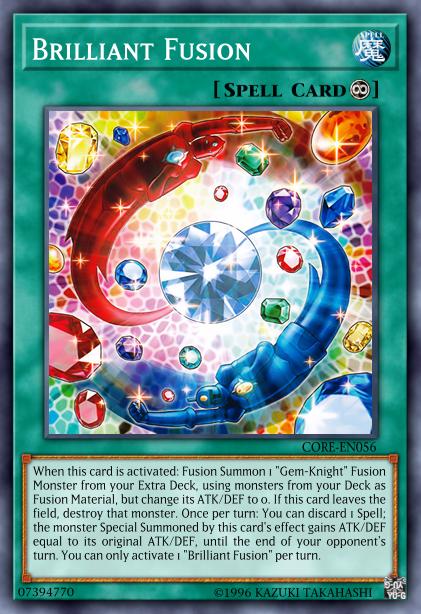 Brilliant Fusion
SPELL
魔
[Spell Card]
CORE-EN056
When this card is activated: Fusion Summon 1 "Gem-Knight" Fusion
Monster from your Extra Deck, using monsters from your Deck as
Fusion Material, but change its ATK/DEF to 0. If this card leaves the
field, destroy that monster. Once per turn: You can discard 1 Spell;
the monster Special Summoned by this card's effect gains ATK/DEF
equal to its original ATK/DEF, until the end of your opponent's
turn. You can only activate 1 "Brilliant Fusion" per turn.
07394770
©1996 KAZUKI TAKAHASHI